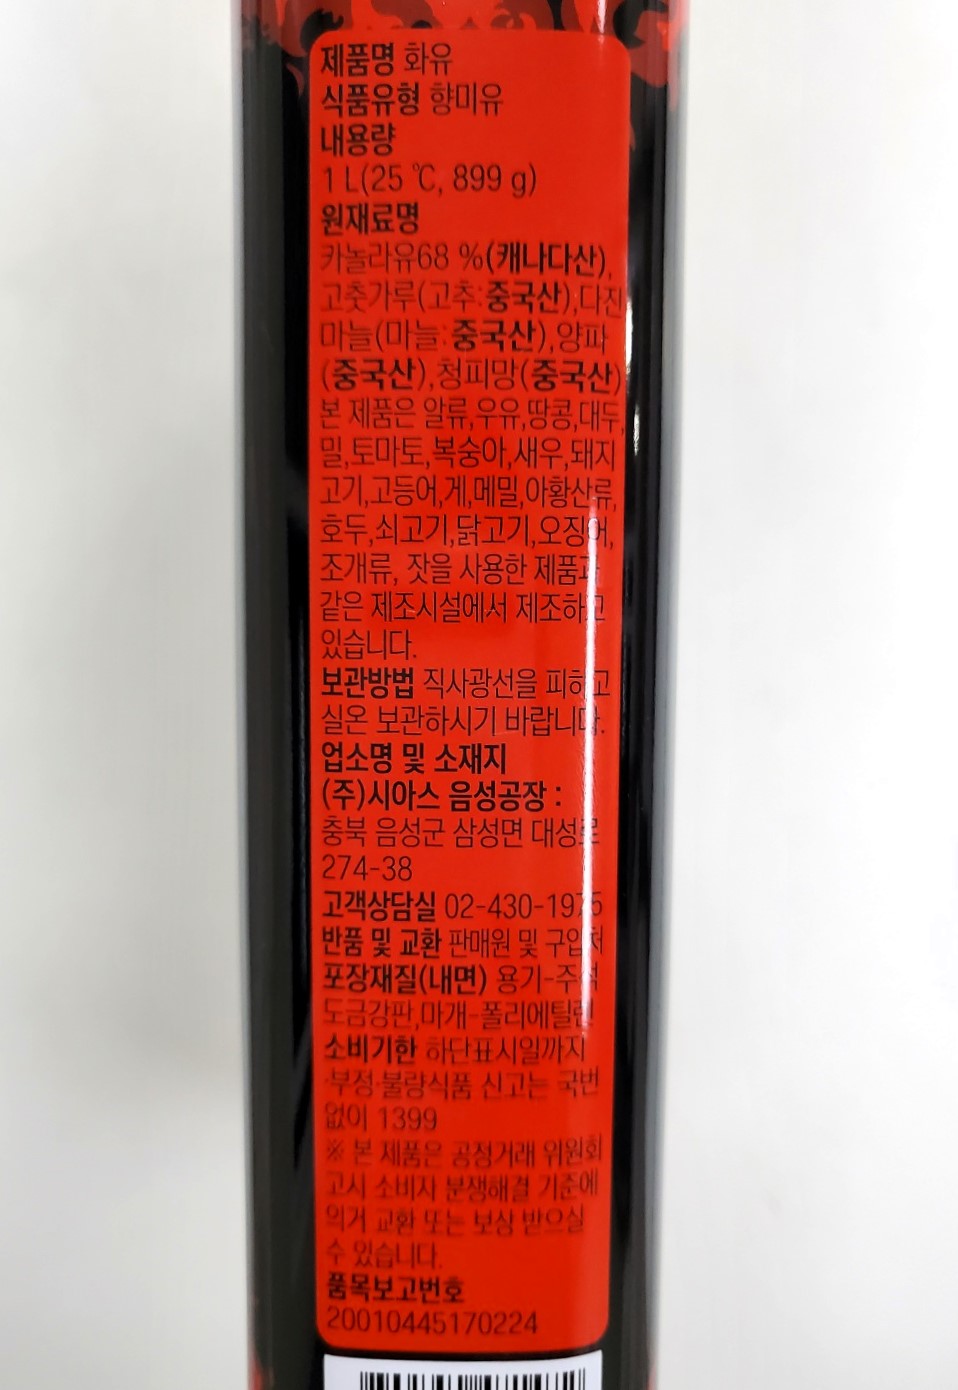 제품명 화유
식품유형 향미유
내용량
1 L(25 ℃, 899 g)
원재료명
카놀라유68 %(캐나다산),
고춧가루(고추:중국산),다진
마늘(마늘:중국산),양파
(중국산),청피망(중국산)
본 제품은 알류,우유,땅콩,대두,
밀,토마토,복숭아,새우,돼지
고기,고등어,게,메밀,아황산류,
호두,쇠고기,닭고기,오징어,
조개류, 잣을 사용한 제품과
같은 제조시설에서 제조하고
있습니다.
보관방법 직사광선을 피하고
실온 보관하시기 바랍니다.
업소명 및 소재지
(주)시아스 음성공장 :
충북 음성군 삼성면 대성로
274-38
고객상담실 02-430-1975
반품 및 교환 판매원 및 구입처
포장재질(내면) 용기-주석
도금강판,마개-폴리에틸렌
소비기한 하단표시일까지
·부정·불량식품 신고는 국번
없이 1399
※ 본 제품은 공정거래 위원회
고시 소비자 분쟁해결 기준에
의거 교환 또는 보상 받으실
수 있습니다.
품목보고번호
20010445170224